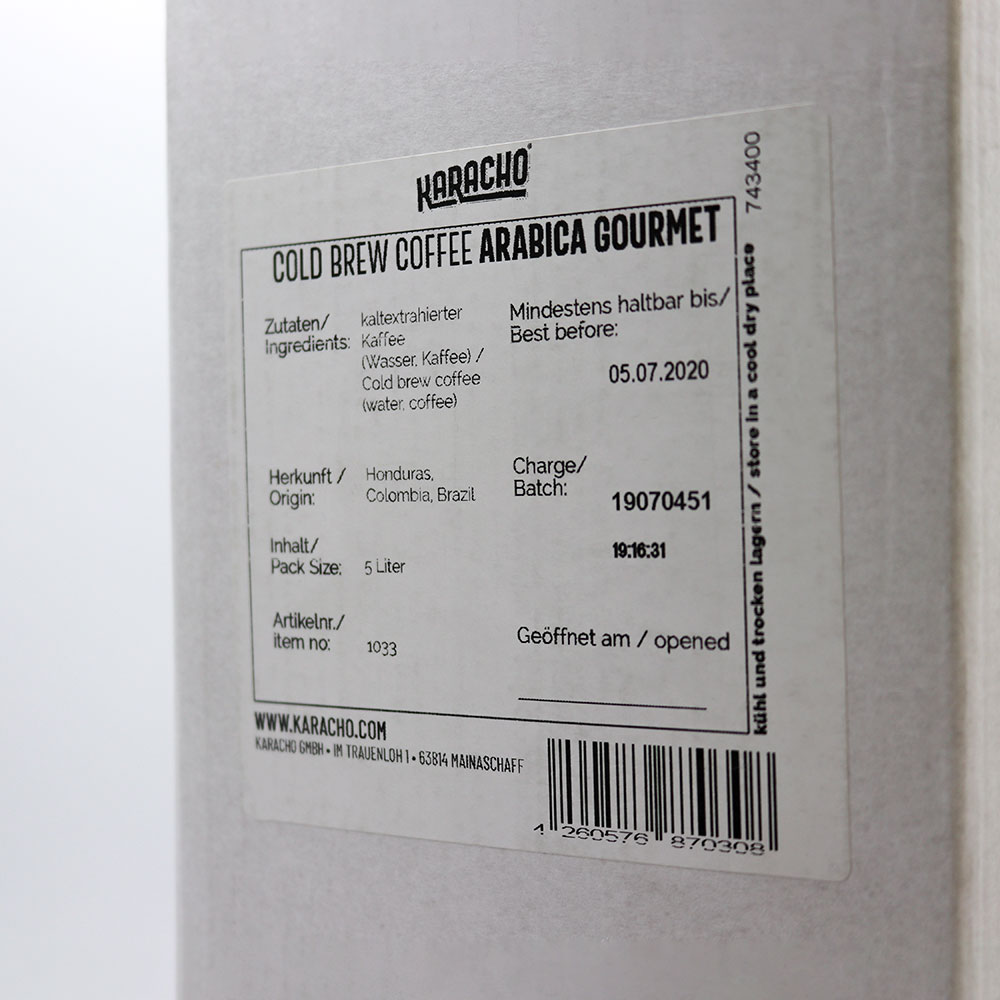 KARACHO
COLD BREW COFFEE ARABICA GOURMET
Zutaten/
Ingredients:
kaltextrahierter
Kaffee
(Wasser, Kaffee) /
Cold brew coffee
(water, coffee)
Mindestens haltbar bis/
Best before:
05.07.2020
Herkunft /
Origin:
Honduras,
Colombia, Brazil
Charge/
Batch:
19070451
19:16:31
Inhalt/
Pack Size:
5 Liter
Artikelnr./
item no:
1033
Geöffnet am / opened
kühl und trocken lagern / store in a cool dry place
743400
WWW.KARACHO.COM
KARACHO GMBH • IM TRAUENLOH 1 • 63814 MAINASCHAFF
4 260576 870308